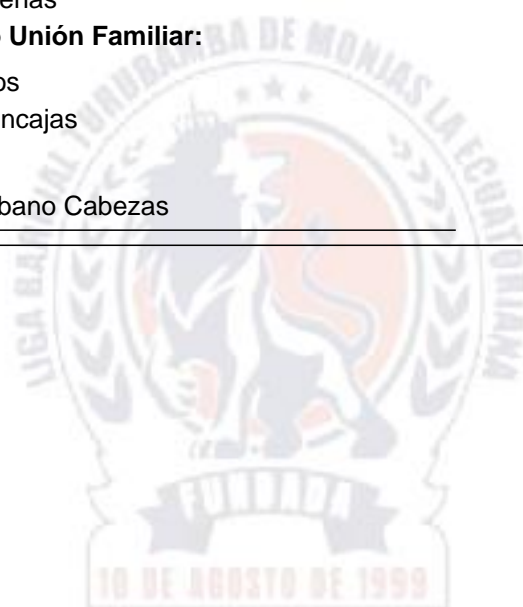 Unión Familiar:
os
ncajas
bano Cabezas
LIGA BARRIAL TURUBAMBA DE MONJAS LA ECUATORIANA
FUNDADA
10 DE AGOSTO DE 1999